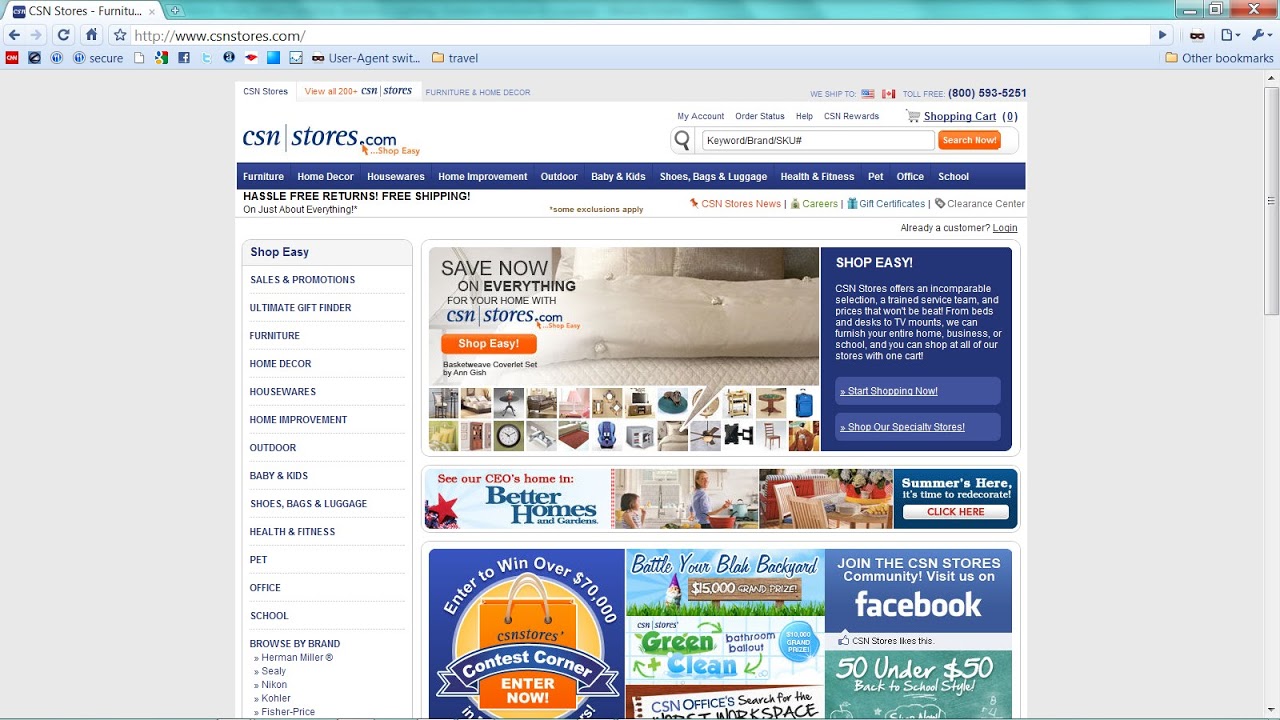 CSN Stores - Furnitu...
http://www.csnstores.com/
CNN
secure
User-Agent swit...
travel
Other bookmarks
CSN Stores
View all 200+ csn|stores
FURNITURE & HOME DECOR
WE SHIP TO:
TOLL FREE: (800) 593-5251
My Account
Order Status
Help
CSN Rewards
Shopping Cart (0)
csn|stores.com
...Shop Easy
Keyword/Brand/SKU#
Search Now!
Furniture
Home Decor
Housewares
Home Improvement
Outdoor
Baby & Kids
Shoes, Bags & Luggage
Health & Fitness
Pet
Office
School
HASSLE FREE RETURNS! FREE SHIPPING!
On Just About Everything!*
*some exclusions apply
CSN Stores News | Careers | Gift Certificates | Clearance Center
Already a customer? Login
Shop Easy
SALES & PROMOTIONS
ULTIMATE GIFT FINDER
FURNITURE
HOME DECOR
HOUSEWARES
HOME IMPROVEMENT
OUTDOOR
BABY & KIDS
SHOES, BAGS & LUGGAGE
HEALTH & FITNESS
PET
OFFICE
SCHOOL
BROWSE BY BRAND
» Herman Miller ®
» Sealy
» Nikon
» Kohler
» Fisher-Price
SAVE NOW
ON EVERYTHING
FOR YOUR HOME WITH
csn|stores.com
...Shop Easy
Shop Easy!
Basketweave Coverlet Set
by Ann Gish
SHOP EASY!
CSN Stores offers an incomparable
selection, a trained service team, and
prices that won't be beat! From beds
and desks to TV mounts, we can
furnish your entire home, business, or
school, and you can shop at all of our
stores with one cart!
» Start Shopping Now!
» Shop Our Specialty Stores!
See our CEO's home in:
Better
Homes
and Gardens.
Summer's Here,
it's time to redecorate!
CLICK HERE
Enter to Win Over $70,000
csnstores'
Contest Corner
ENTER
NOW!
Battle Your Blah Backyard
$15,000 GRAND PRIZE!
csn|stores'
Green
Clean
bathroom
bailout
$10,000
GRAND
PRIZE!
CSN OFFICE'S Search for the
WORST WORKSPACE
JOIN THE CSN STORES
Community! Visit us on
facebook
CSN Stores likes this.
50 Under $50
Back to School Style!
Shop Now!